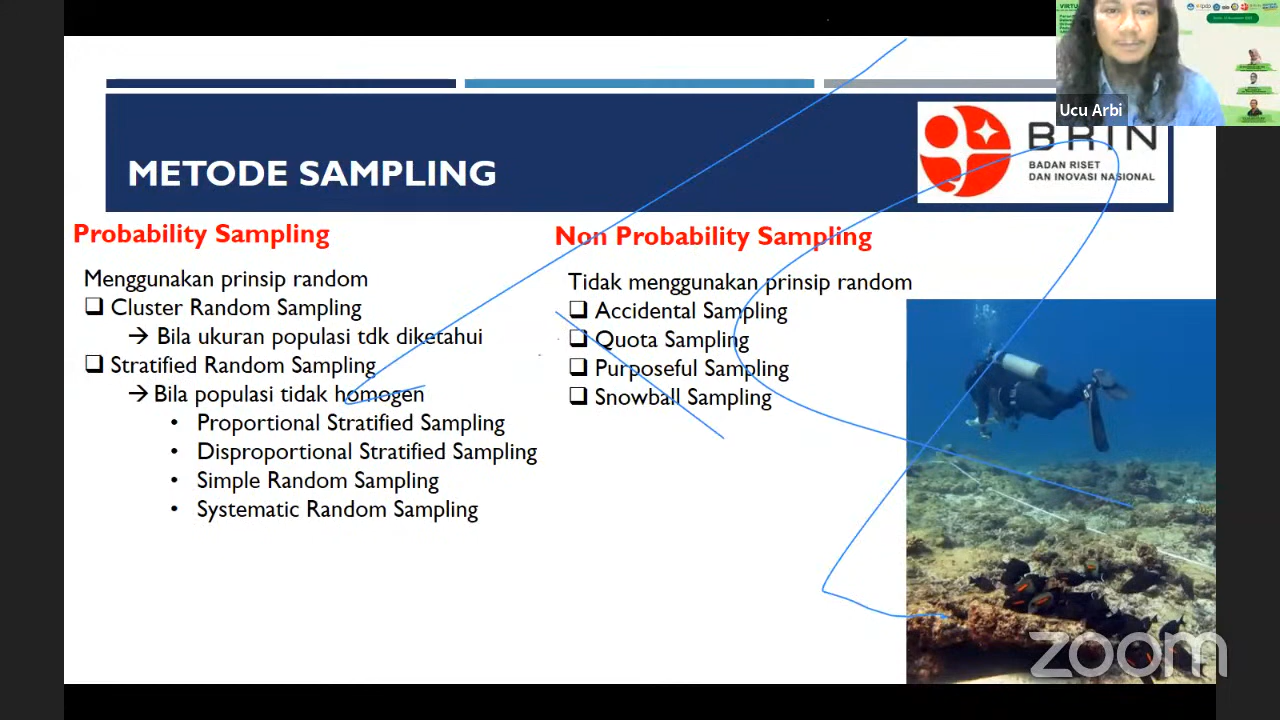 VIRTU
METODE SAMPLING
BRIN
BADAN RISET
DAN INOVASI NASIONAL
Ucu Arbi
Probability Sampling
Menggunakan prinsip random
❑ Cluster Random Sampling
→ Bila ukuran populasi tdk diketahui
❑ Stratified Random Sampling
→ Bila populasi tidak homogen
• Proportional Stratified Sampling
• Disproportional Stratified Sampling
• Simple Random Sampling
• Systematic Random Sampling
Non Probability Sampling
Tidak menggunakan prinsip random
❑ Accidental Sampling
❑ Quota Sampling
❑ Purposeful Sampling
❑ Snowball Sampling
zoom